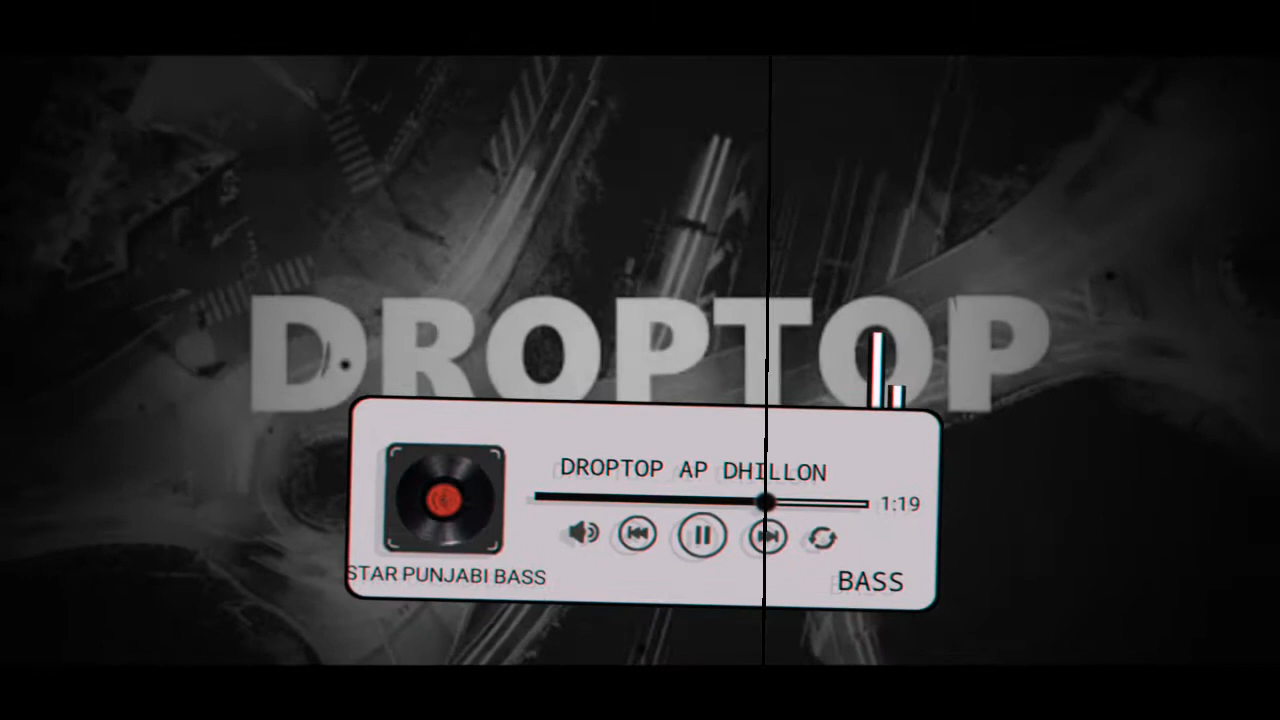 DROPTOP
DROPTOP AP DHILLON
1:19
STAR PUNJABI BASS
BASS